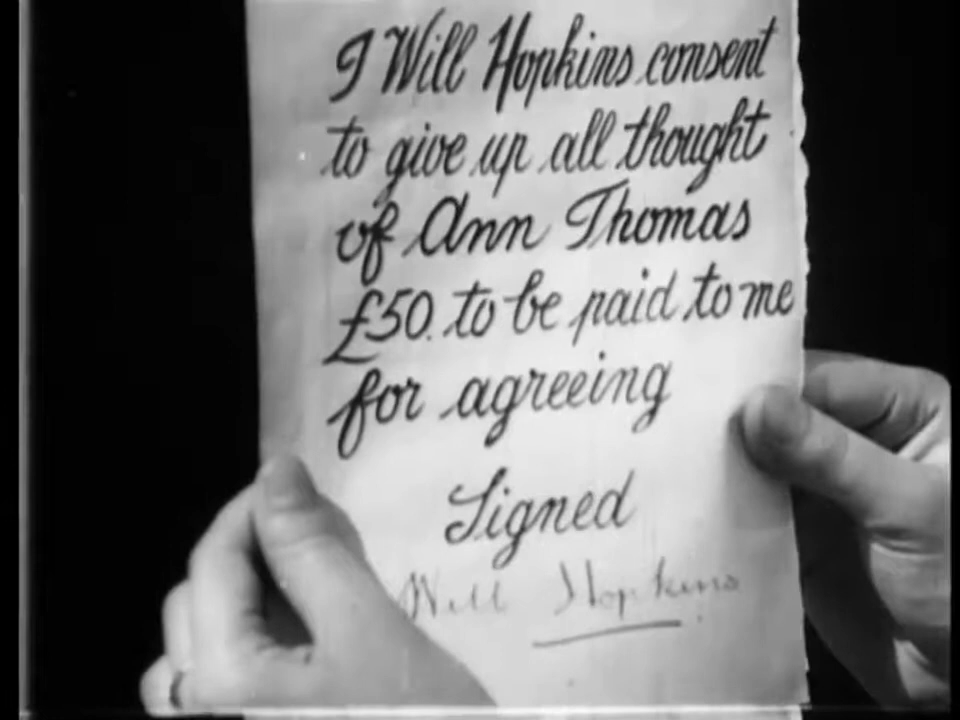 I Will Hopkins consent
to give up all thought
of Ann Thomas
£50. to be paid to me
for agreeing
Signed
Will Hopkins